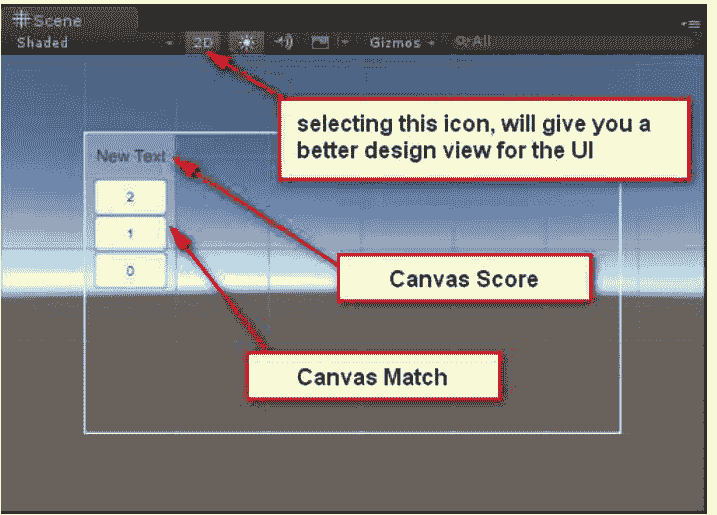 Scene
Shaded 2D Gizmos All
selecting this icon, will give you a
better design view for the UI
New Text
2
1
0
Canvas Score
Canvas Match